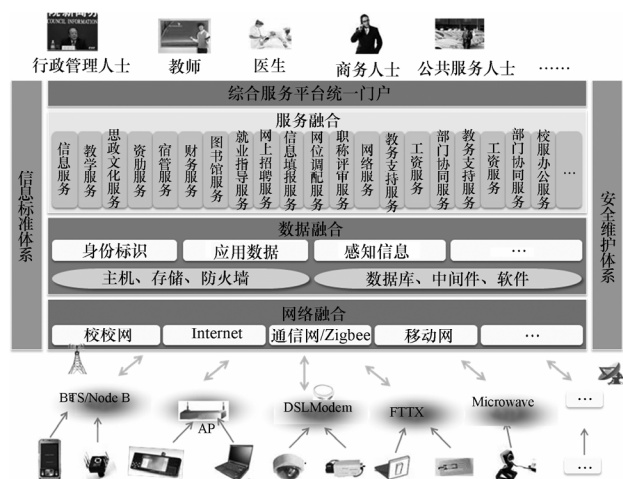 COUNCIL INFORMATION
行政管理人士
教师
医生
商务人士
公共服务人士
……
综合服务平台统一门户
服务融合
信息服务
教学服务
思政文化服务
资助服务
宿管服务
财务服务
图书馆服务
就业指导服务
网上招聘服务
信息填报服务
网位调配服务
职称评审服务
网络服务
教务支持服务
工资服务
部门协同服务
教务支持服务
工资服务
部门协同服务
校服办公服务
…
信息标准体系
安全维护体系
数据融合
身份标识
应用数据
感知信息
…
主机、存储、防火墙
数据库、中间件、软件
网络融合
校校网
Internet
通信网/Zigbee
移动网
…
BTS/Node B
AP
DSLModem
FTTX
Microwave
…
…